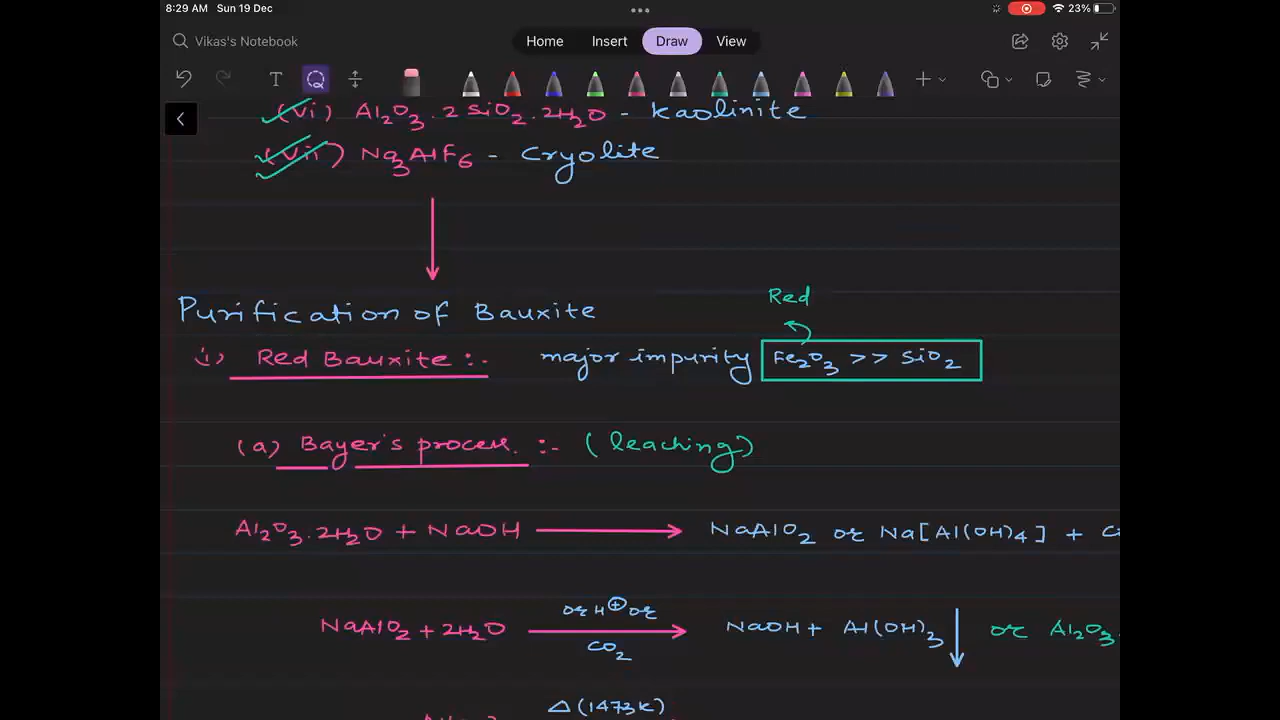 8:29 AM Sun 19 Dec
23%
Vikas's Notebook
Home Insert Draw View
(vi) Al₂O₃.2SiO₂.2H₂O - Kaolinite
(vii) Na₃AlF₆ - Cryolite
Purification of Bauxite
Red
(i) Red Bauxite :- major impurity Fe₂O₃ >> SiO₂
(a) Bayer's process :- (leaching)
Al₂O₃.2H₂O + NaOH → NaAlO₂ or Na[Al(OH)₄] +
or H⊕ or
NaAlO₂ + 2H₂O → NaOH + Al(OH)₃ ↓ or Al₂O₃.
CO₂
Δ(1473K)